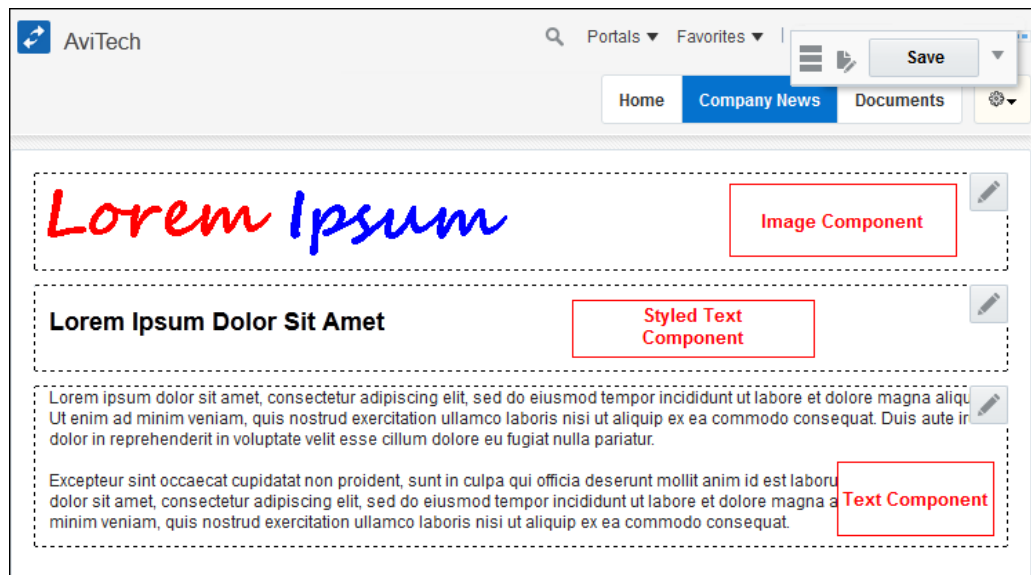 AviTech
Portals Favorites
Save
Home Company News Documents
Lorem Ipsum
Image Component
Lorem Ipsum Dolor Sit Amet
Styled Text
Component
Lorem ipsum dolor sit amet, consectetur adipiscing elit, sed do eiusmod tempor incididunt ut labore et dolore magna aliqu
Ut enim ad minim veniam, quis nostrud exercitation ullamco laboris nisi ut aliquip ex ea commodo consequat. Duis aute
dolor in reprehenderit in voluptate velit esse cillum dolore eu fugiat nulla pariatur.
Excepteur sint occaecat cupidatat non proident, sunt in culpa qui officia deserunt mollit anim id est laboru
dolor sit amet, consectetur adipiscing elit, sed do eiusmod tempor incididunt ut labore et dolore magna a
minim veniam, quis nostrud exercitation ullamco laboris nisi ut aliquip ex ea commodo consequat.
Text Component